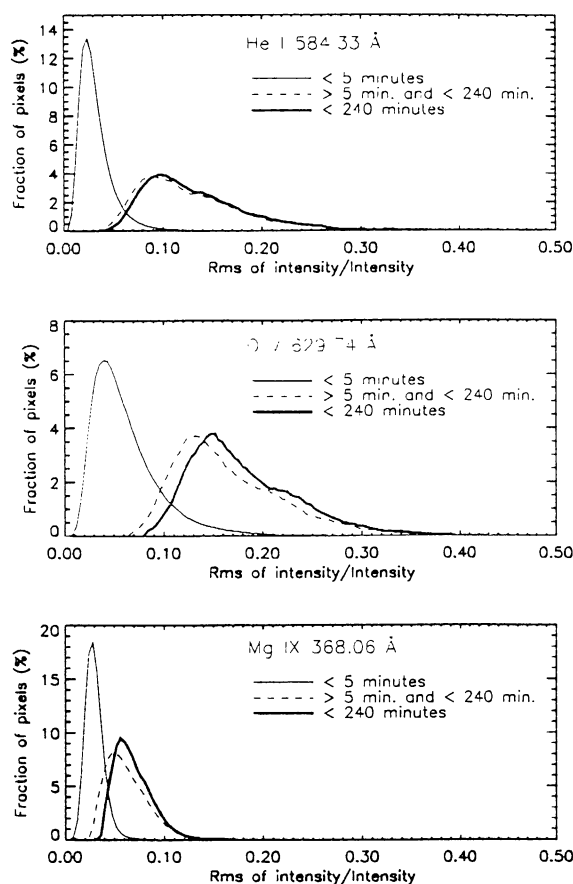 He I 584.33 Å
< 5 minutes
> 5 min. and < 240 min.
< 240 minutes
Fraction of pixels (%)
14
12
10
8
6
4
2
0
0.00 0.10 0.20 0.30 0.40 0.50
Rms of intensity/Intensity
O V 629.74 Å
< 5 minutes
> 5 min. and < 240 min.
< 240 minutes
Fraction of pixels (%)
8
6
4
2
0
0.00 0.10 0.20 0.30 0.40 0.50
Rms of intensity/Intensity
Mg IX 368.06 Å
< 5 minutes
> 5 min. and < 240 min.
< 240 minutes
Fraction of pixels (%)
20
15
10
5
0
0.00 0.10 0.20 0.30 0.40 0.50
Rms of intensity/Intensity